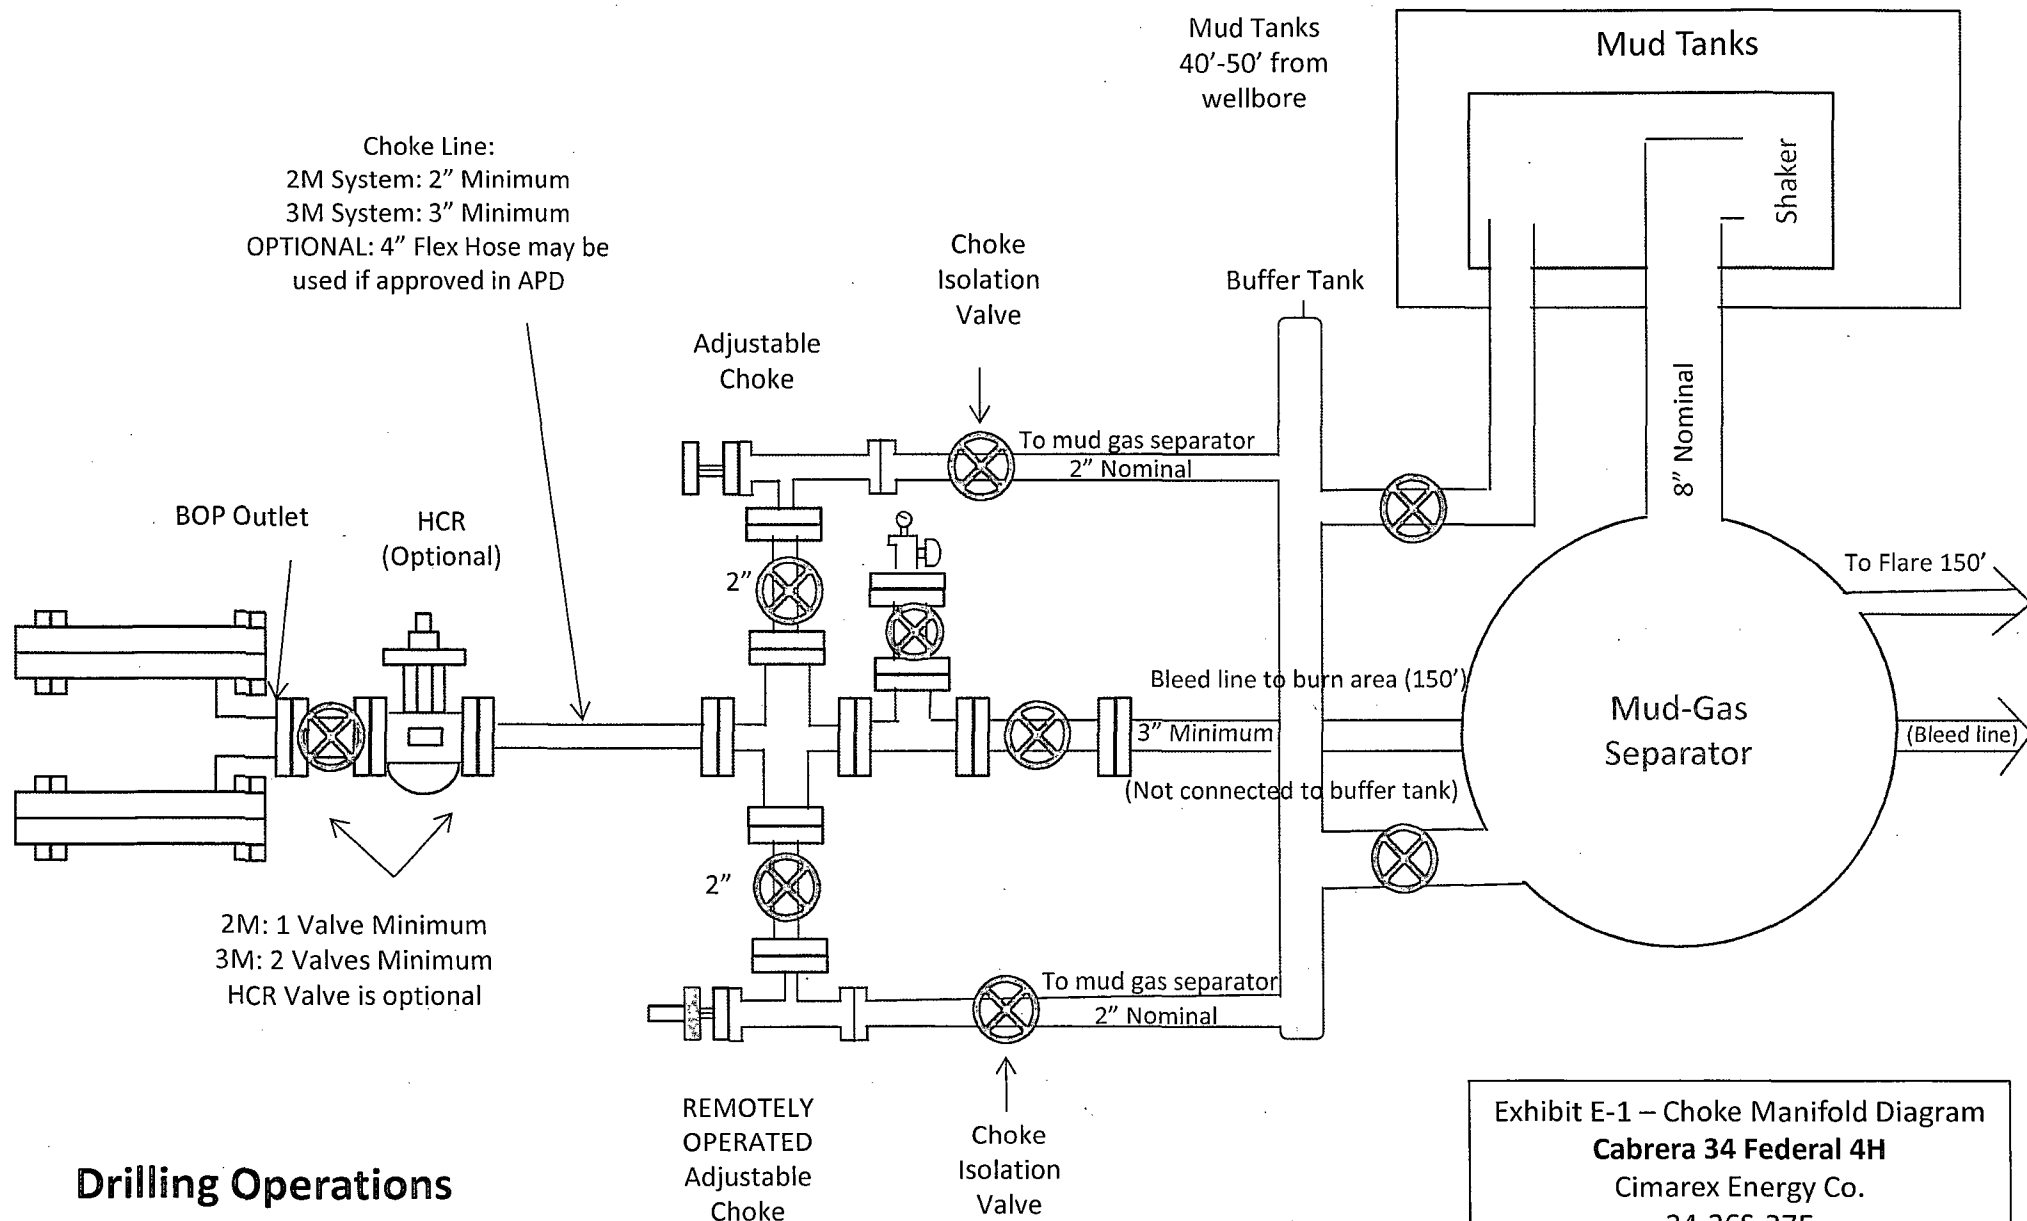 Mud Tanks
40'-50' from
wellbore
Mud Tanks
Shaker
Choke Line:
2M System: 2" Minimum
3M System: 3" Minimum
OPTIONAL: 4" Flex Hose may be
used if approved in APD
Choke
Isolation
Valve
Buffer Tank
Adjustable
Choke
To mud gas separator
2" Nominal
8" Nominal
BOP Outlet
HCR
(Optional)
2"
To Flare 150'
Bleed line to burn area (150')
3" Minimum
(Not connected to buffer tank)
Mud-Gas
Separator
(Bleed line)
2"
2M: 1 Valve Minimum
3M: 2 Valves Minimum
HCR Valve is optional
To mud gas separator
2" Nominal
REMOTELY
OPERATED
Adjustable
Choke
Choke
Isolation
Valve
Drilling Operations
Exhibit E-1 – Choke Manifold Diagram
Cabrera 34 Federal 4H
Cimarex Energy Co.